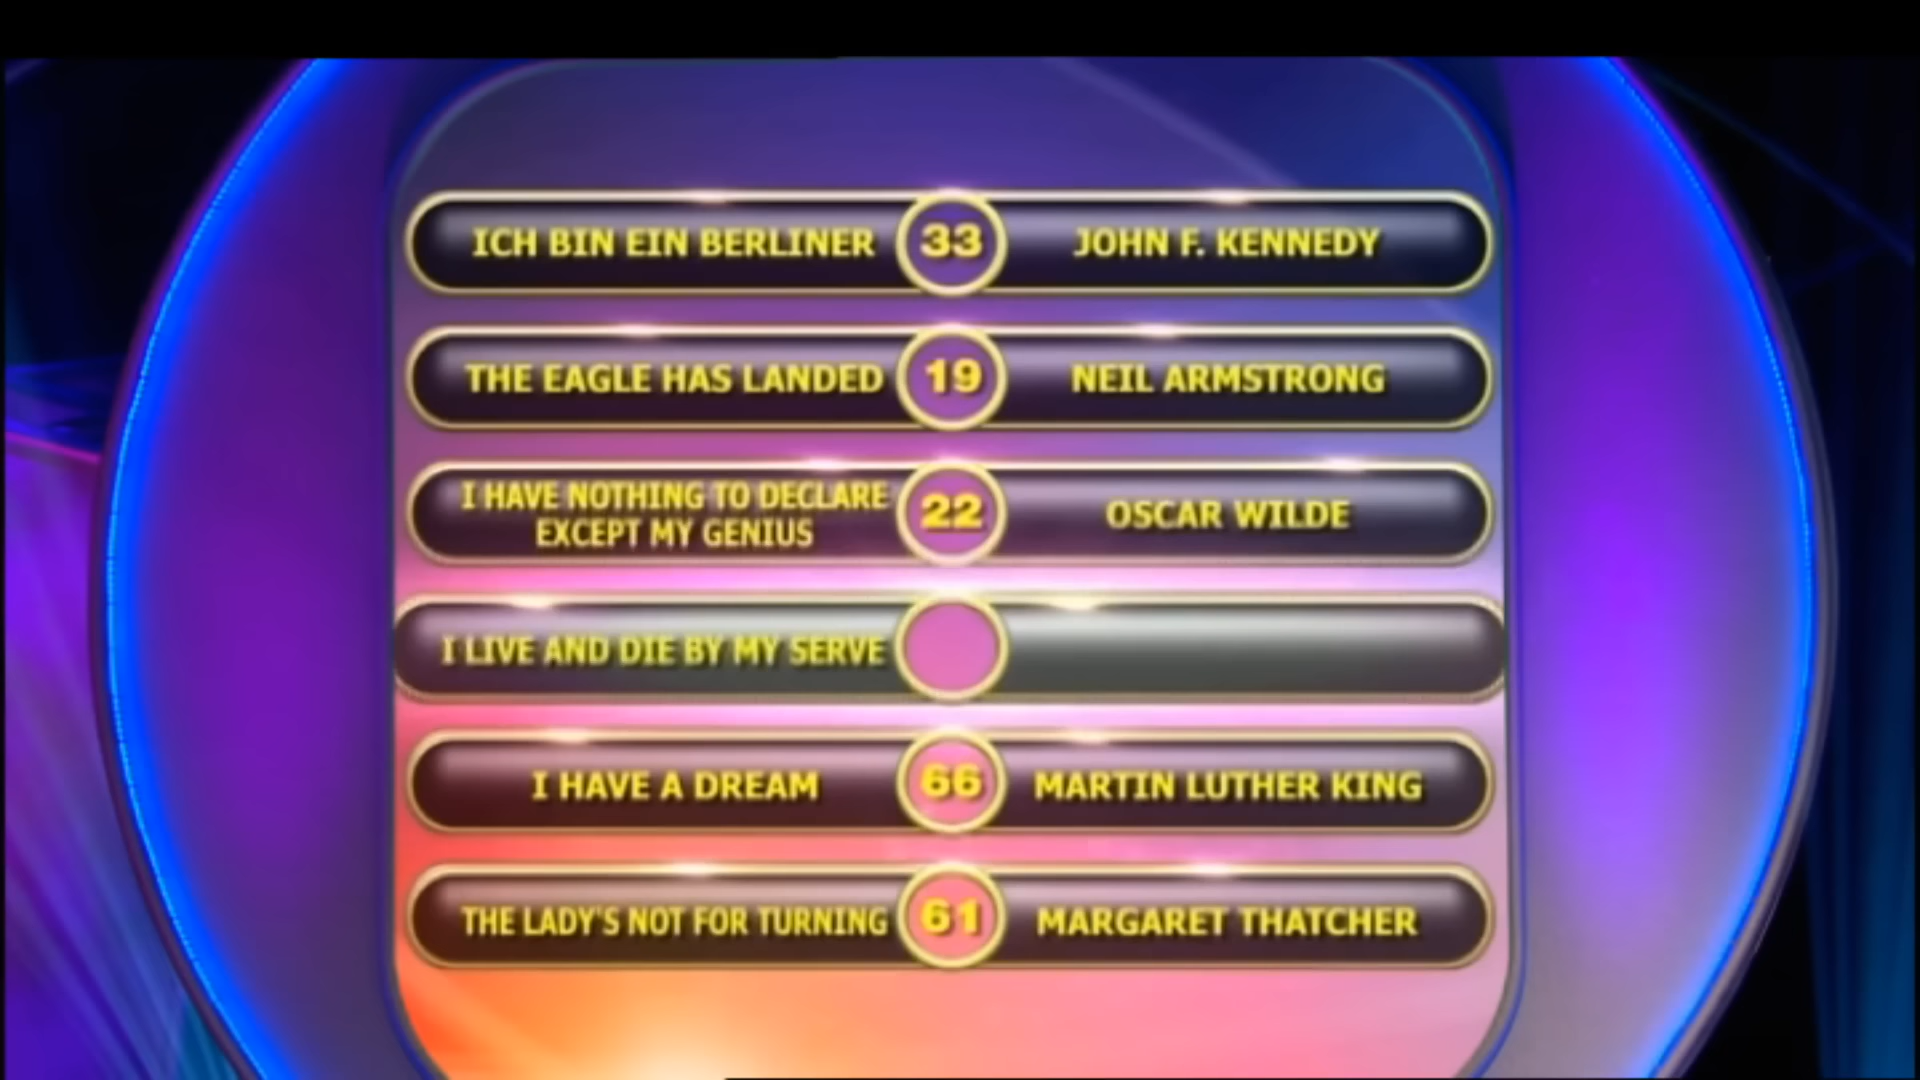 ICH BIN EIN BERLINER 33 JOHN F. KENNEDY
THE EAGLE HAS LANDED 19 NEIL ARMSTRONG
I HAVE NOTHING TO DECLARE
EXCEPT MY GENIUS 22 OSCAR WILDE
I LIVE AND DIE BY MY SERVE
I HAVE A DREAM 66 MARTIN LUTHER KING
THE LADY'S NOT FOR TURNING 61 MARGARET THATCHER